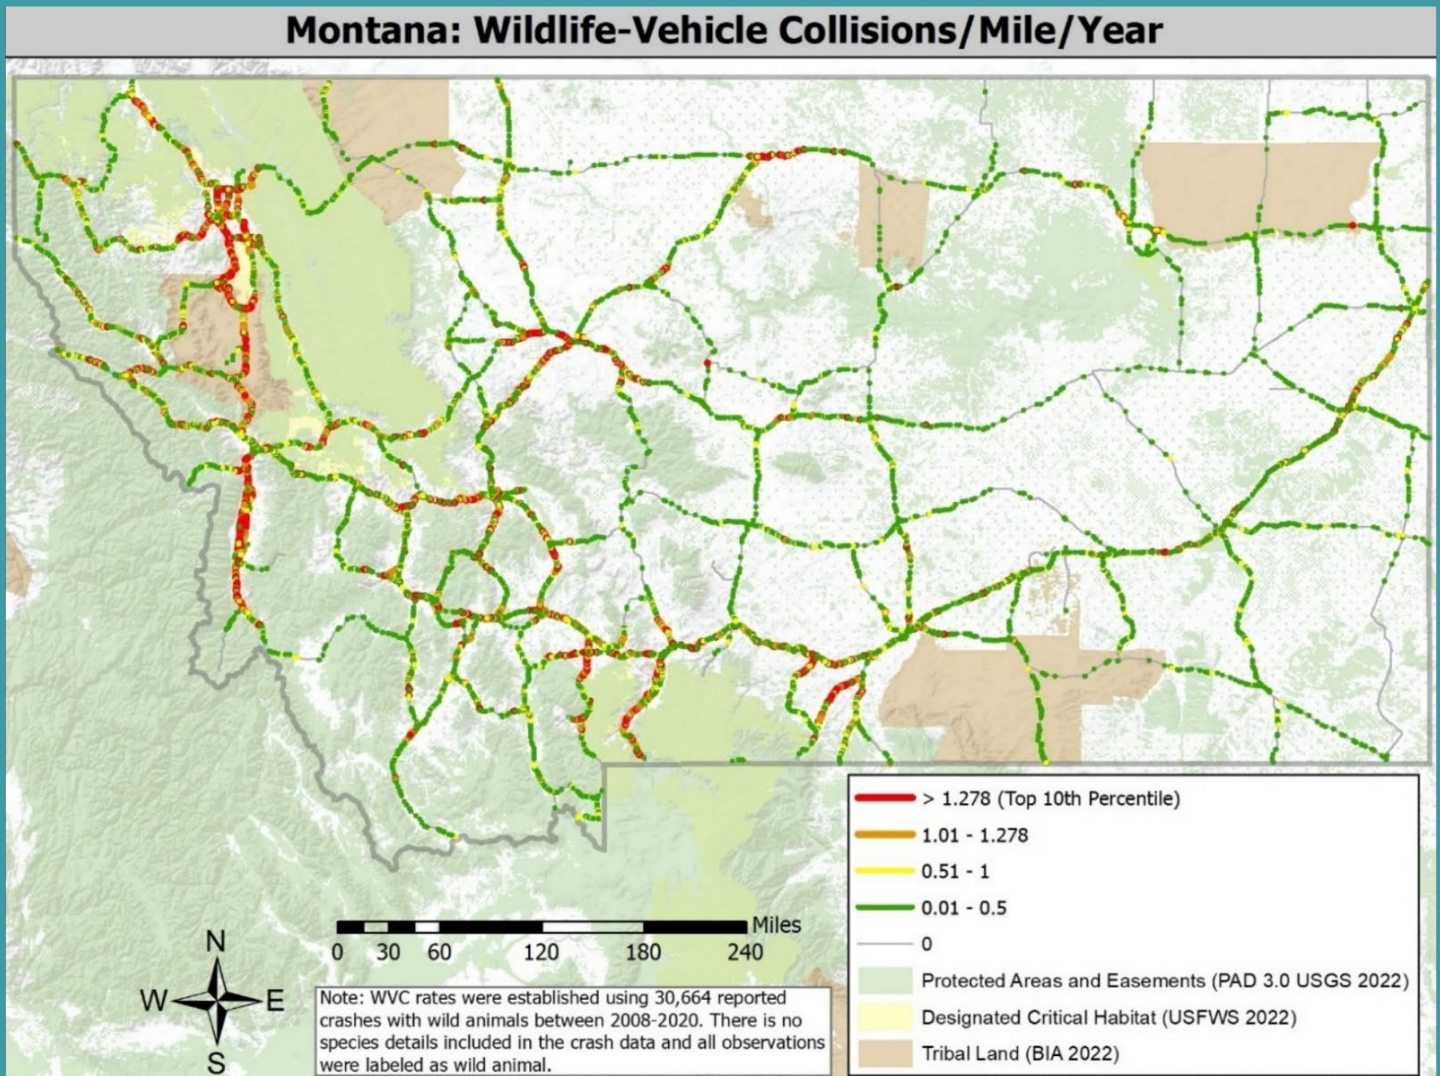 Montana: Wildlife-Vehicle Collisions/Mile/Year
> 1.278 (Top 10th Percentile)
1.01 - 1.278
0.51 - 1
0.01 - 0.5
0
Protected Areas and Easements (PAD 3.0 USGS 2022)
Designated Critical Habitat (USFWS 2022)
Tribal Land (BIA 2022)
Miles
0 30 60 120 180 240
N
W E
S
Note: WVC rates were established using 30,664 reported
crashes with wild animals between 2008-2020. There is no
species details included in the crash data and all observations
were labeled as wild animal.